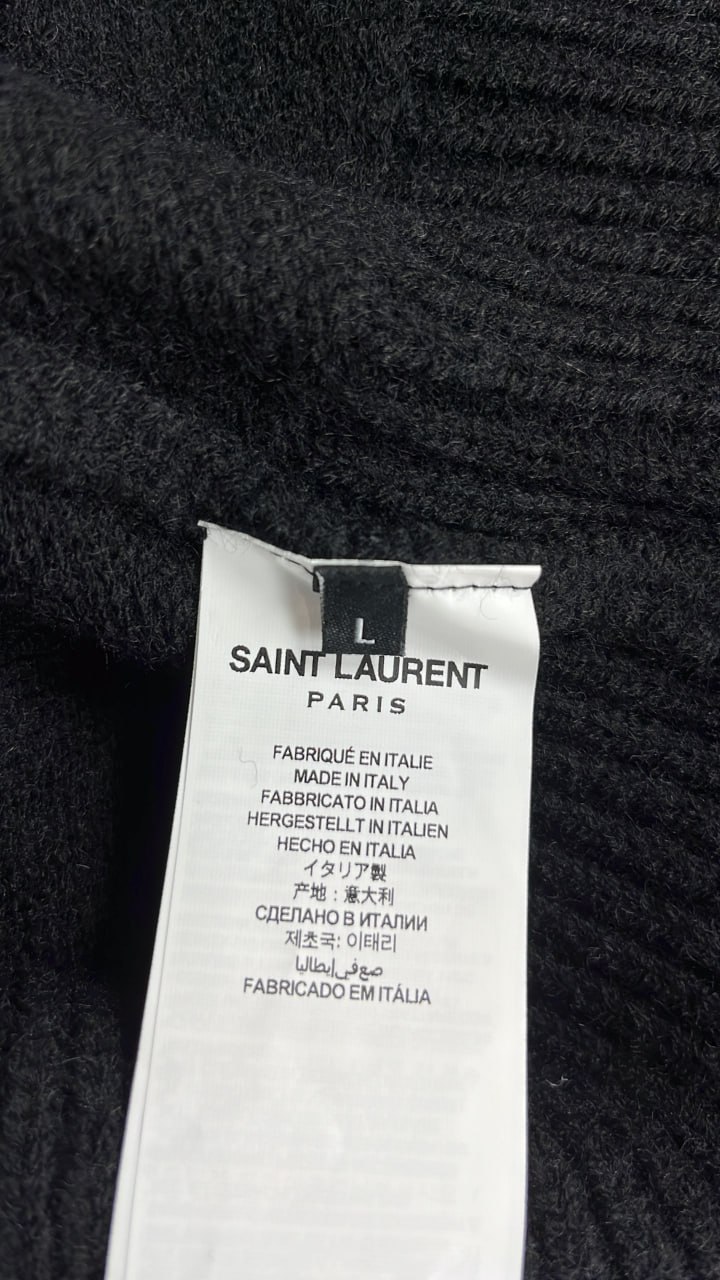 L
SAINT LAURENT
PARIS
FABRIQUÉ EN ITALIE
MADE IN ITALY
FABBRICATO IN ITALIA
HERGESTELLT IN ITALIEN
HECHO EN ITALIA
イタリア製
产地：意大利
СДЕЛАНО В ИТАЛИИ
제조국: 이태리
صنع في إيطاليا
FABRICADO EM ITÁLIA